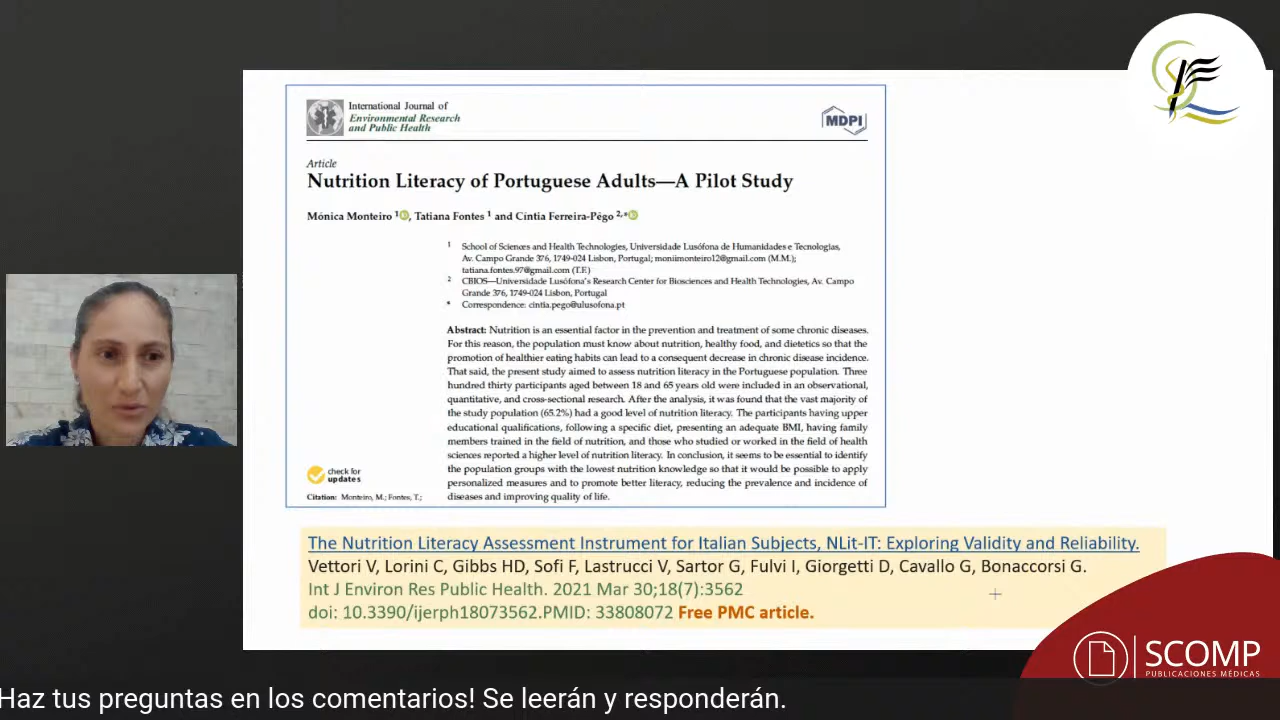 International Journal of
Environmental Research
and Public Health
MDPI
Article
Nutrition Literacy of Portuguese Adults—A Pilot Study
Mónica Monteiro 1, Tatiana Fontes 1 and Cíntia Ferreira-Pêgo 2,*
1 School of Sciences and Health Technologies, Universidade Lusófona de Humanidades e Tecnologias,
Av. Campo Grande 376, 1749-024 Lisbon, Portugal; moniimonteiro12@gmail.com (M.M.);
tatiana.fontes.97@gmail.com (T.F.)
2 CBIOS—Universidade Lusófona's Research Center for Biosciences and Health Technologies, Av. Campo
Grande 376, 1749-024 Lisbon, Portugal
* Correspondence: cintia.pego@ulusofona.pt
Abstract: Nutrition is an essential factor in the prevention and treatment of some chronic diseases.
For this reason, the population must know about nutrition, healthy food, and dietetics so that the
promotion of healthier eating habits can lead to a consequent decrease in chronic disease incidence.
That said, the present study aimed to assess nutrition literacy in the Portuguese population. Three
hundred thirty participants aged between 18 and 65 years old were included in an observational,
quantitative, and cross-sectional research. After the analysis, it was found that the vast majority of
the study population (65.2%) had a good level of nutrition literacy. The participants having upper
educational qualifications, following a specific diet, presenting an adequate BMI, having family
members trained in the field of nutrition, and those who studied or worked in the field of health
sciences reported a higher level of nutrition literacy. In conclusion, it seems to be essential to identify
the population groups with the lowest nutrition knowledge so that it would be possible to apply
personalized measures and to promote better literacy, reducing the prevalence and incidence of
diseases and improving quality of life.
check for
updates
Citation: Monteiro, M.; Fontes, T.;
The Nutrition Literacy Assessment Instrument for Italian Subjects, NLit-IT: Exploring Validity and Reliability.
Vettori V, Lorini C, Gibbs HD, Sofi F, Lastrucci V, Sartor G, Fulvi I, Giorgetti D, Cavallo G, Bonaccorsi G.
Int J Environ Res Public Health. 2021 Mar 30;18(7):3562
doi: 10.3390/ijerph18073562.PMID: 33808072 Free PMC article.
SCOMP
PUBLICACIONES MÉDICAS
Haz tus preguntas en los comentarios! Se leerán y responderán.